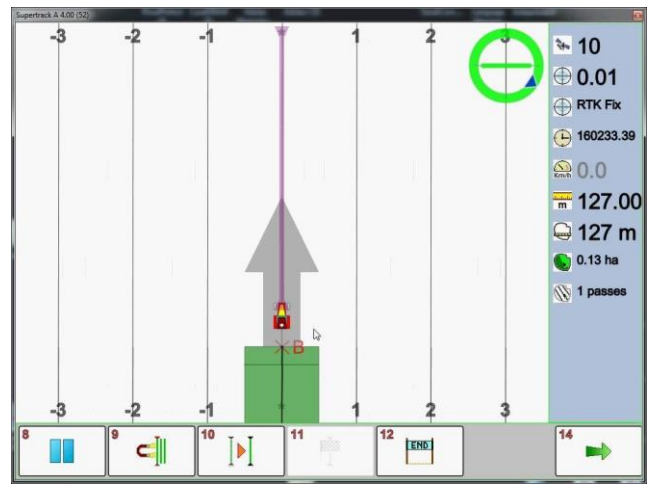 Supertrack A 4.00 (52)
-3 -2 -1 1 2 3
10
0.01
RTK Fix
160233.39
Km/h 0.0
m 127.00
127 m
0.13 ha
1 passes
B
-3 -2 -1 1 2 3
8 9 10 11 12 14
END